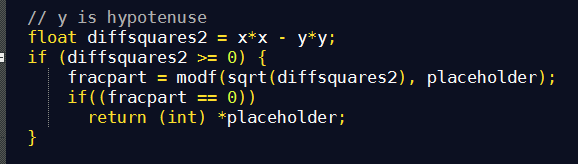 // y is hypotenuse
float diffsquares2 = x*x - y*y;
if (diffsquares2 >= 0) {
fracpart = modf(sqrt(diffsquares2), placeholder);
if((fracpart == 0))
return (int) *placeholder;
}